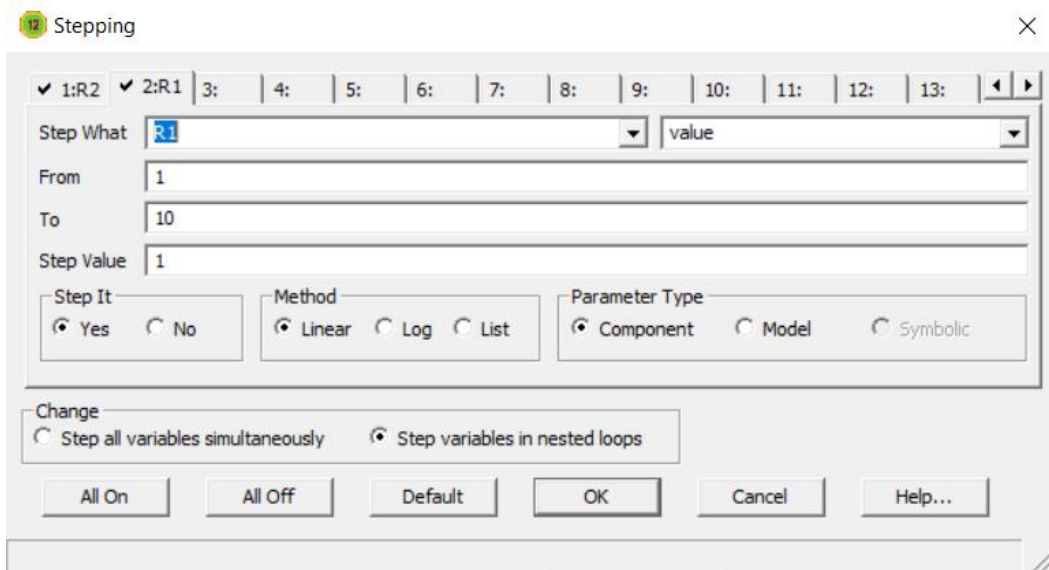 12 Stepping
1:R2 2:R1 3: 4: 5: 6: 7: 8: 9: 10: 11: 12: 13:
Step What R1 value
From 1
To 10
Step Value 1
Step It Method Parameter Type
Yes No Linear Log List Component Model Symbolic
Change
Step all variables simultaneously Step variables in nested loops
All On All Off Default OK Cancel Help...